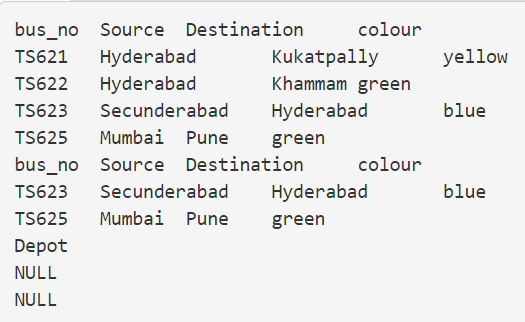 bus_no Source Destination colour
TS621 Hyderabad Kukatpally yellow
TS622 Hyderabad Khammam green
TS623 Secunderabad Hyderabad blue
TS625 Mumbai Pune green
bus_no Source Destination colour
TS623 Secunderabad Hyderabad blue
TS625 Mumbai Pune green
Depot
NULL
NULL